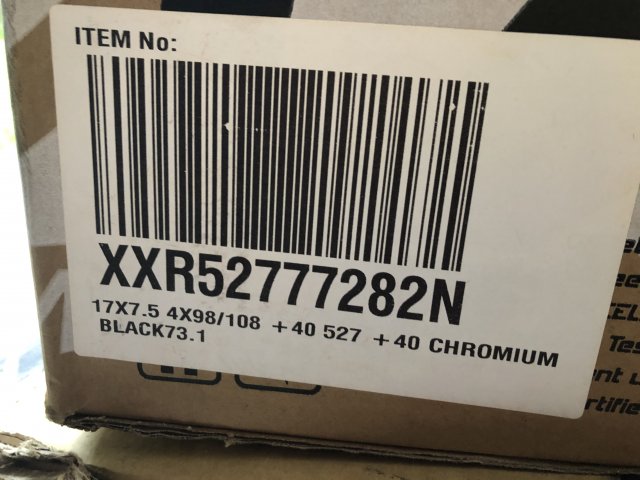 ITEM No:
XXR52777282N
17X7.5 4X98/108 +40 527 +40 CHROMIUM
BLACK73.1